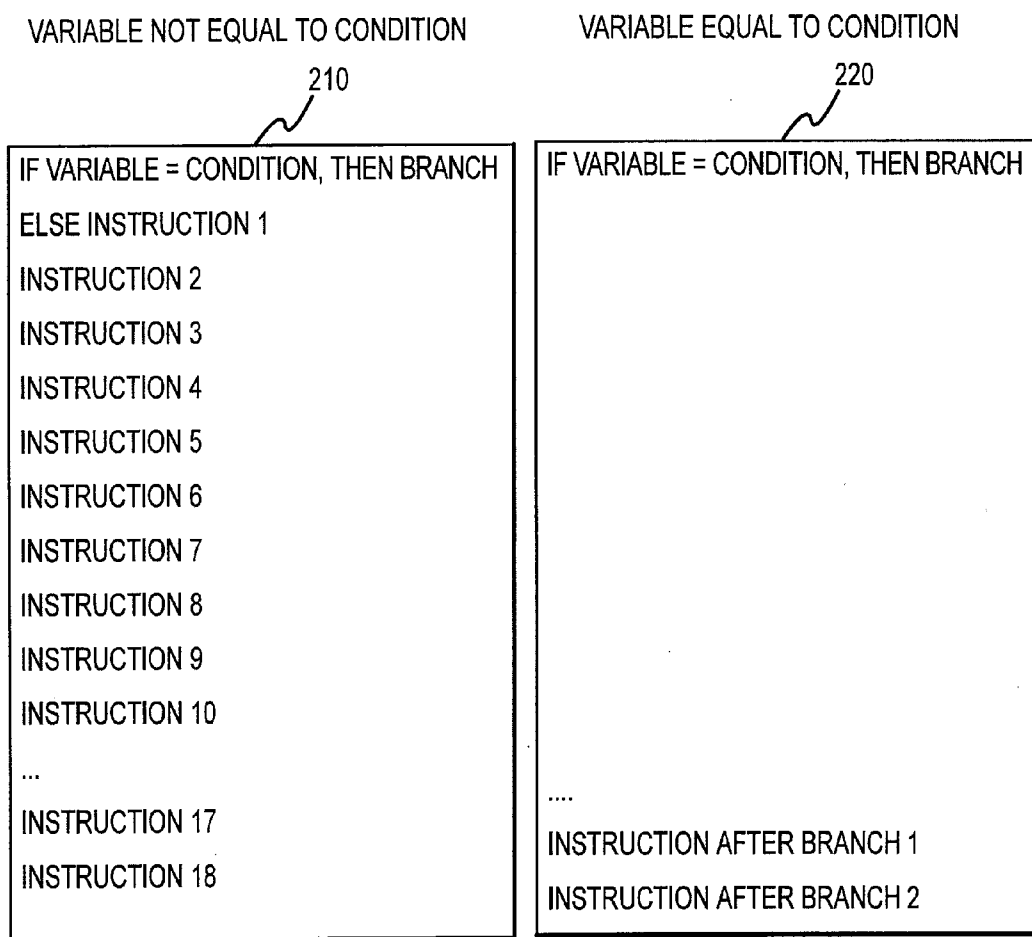 VARIABLE NOT EQUAL TO CONDITION
210
IF VARIABLE = CONDITION, THEN BRANCH
ELSE INSTRUCTION 1
INSTRUCTION 2
INSTRUCTION 3
INSTRUCTION 4
INSTRUCTION 5
INSTRUCTION 6
INSTRUCTION 7
INSTRUCTION 8
INSTRUCTION 9
INSTRUCTION 10
...
INSTRUCTION 17
INSTRUCTION 18
VARIABLE EQUAL TO CONDITION
220
IF VARIABLE = CONDITION, THEN BRANCH
....
INSTRUCTION AFTER BRANCH 1
INSTRUCTION AFTER BRANCH 2